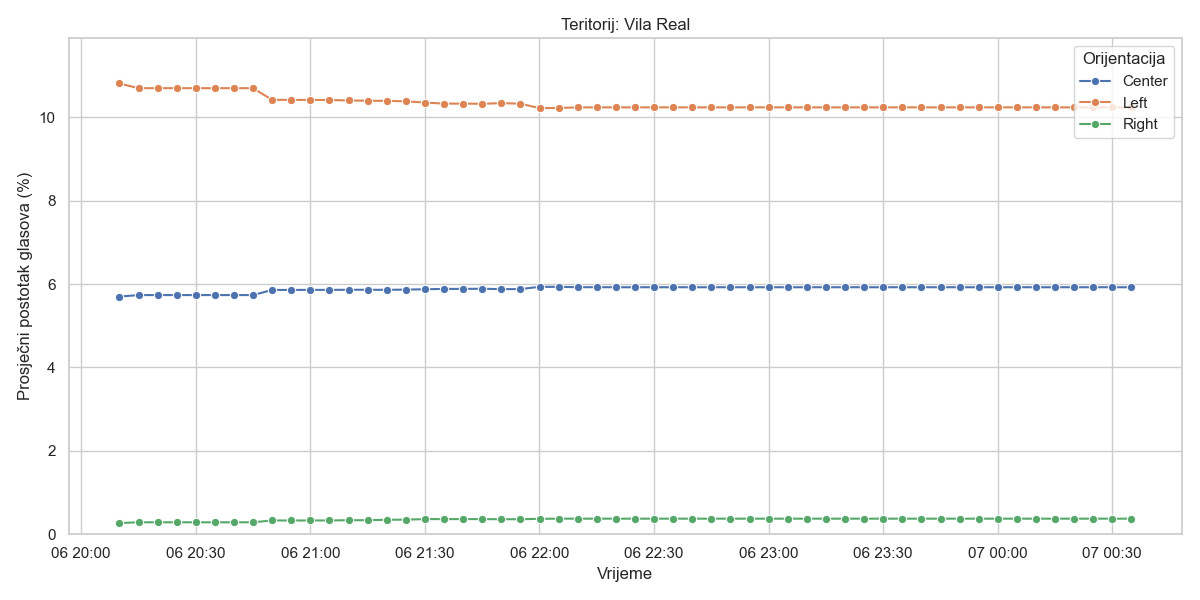 Teritorij: Vila Real
Prosječni postotak glasova (%)
10
8
6
4
2
0
06 20:00
06 20:30
06 21:00
06 21:30
06 22:00
06 22:30
06 23:00
06 23:30
07 00:00
07 00:30
Vrijeme
Orijentacija
Center
Left
Right